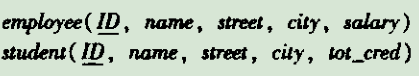 employee(ID, name, street, city, salary)
student(ID, name, street, city, tot_cred)